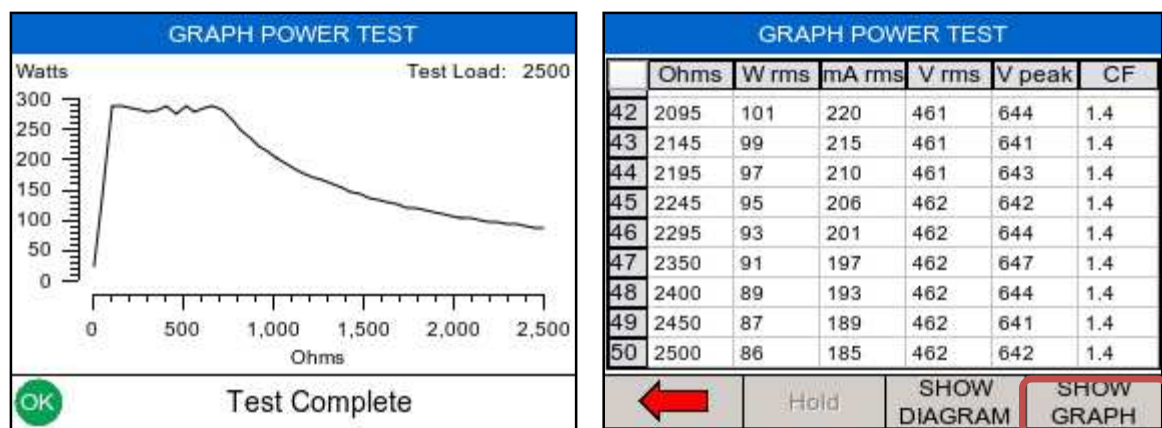 GRAPH POWER TEST
Watts Test Load: 2500
300
250
200
150
100
50
0
0 500 1,000 1,500 2,000 2,500
Ohms
OK Test Complete
GRAPH POWER TEST
Ohms W rms mA rms V rms V peak CF
42 2095 101 220 461 644 1.4
43 2145 99 215 461 641 1.4
44 2195 97 210 461 643 1.4
45 2245 95 206 462 642 1.4
46 2295 93 201 462 644 1.4
47 2350 91 197 462 647 1.4
48 2400 89 193 462 644 1.4
49 2450 87 189 462 641 1.4
50 2500 86 185 462 642 1.4
Hold SHOW DIAGRAM SHOW GRAPH